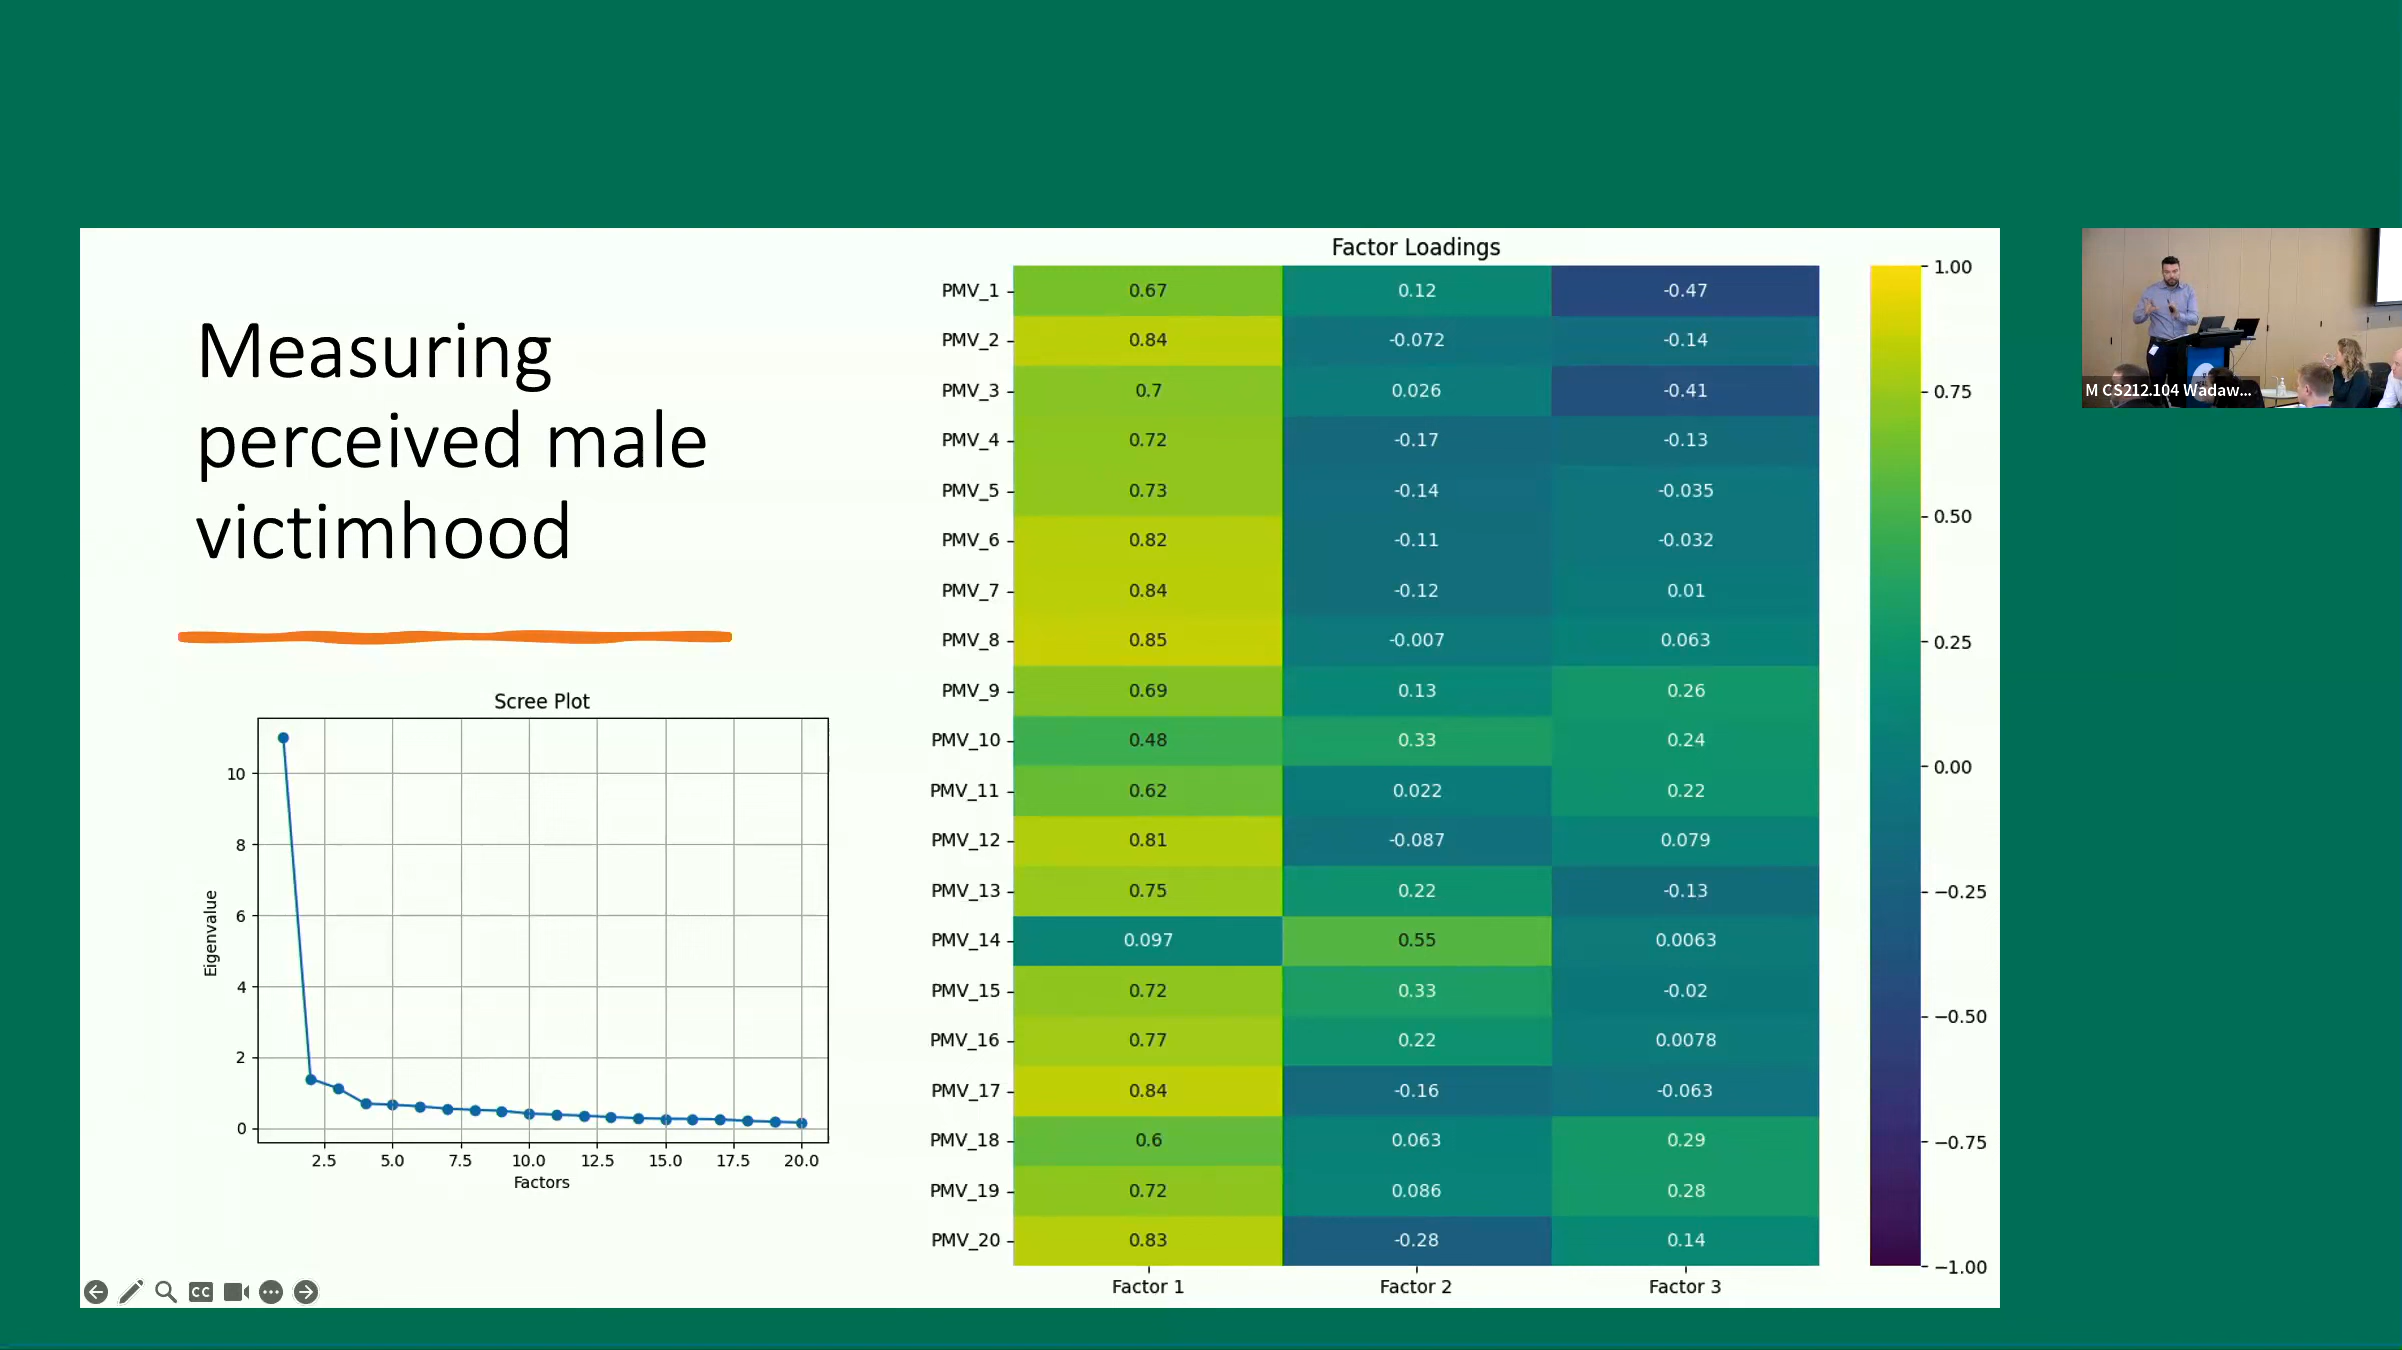 Measuring
perceived male
victimhood
Scree Plot
Eigenvalue
10
8
6
4
2
0
2.5 5.0 7.5 10.0 12.5 15.0 17.5 20.0
Factors
Factor Loadings
PMV_1 0.67 0.12 -0.47
PMV_2 0.84 -0.072 -0.14
PMV_3 0.7 0.026 -0.41
PMV_4 0.72 -0.17 -0.13
PMV_5 0.73 -0.14 -0.035
PMV_6 0.82 -0.11 -0.032
PMV_7 0.84 -0.12 0.01
PMV_8 0.85 -0.007 0.063
PMV_9 0.69 0.13 0.26
PMV_10 0.48 0.33 0.24
PMV_11 0.62 0.022 0.22
PMV_12 0.81 -0.087 0.079
PMV_13 0.75 0.22 -0.13
PMV_14 0.097 0.55 0.0063
PMV_15 0.72 0.33 -0.02
PMV_16 0.77 0.22 0.0078
PMV_17 0.84 -0.16 -0.063
PMV_18 0.6 0.063 0.29
PMV_19 0.72 0.086 0.28
PMV_20 0.83 -0.28 0.14
Factor 1 Factor 2 Factor 3
1.00
0.75
0.50
0.25
0.00
−0.25
−0.50
−0.75
−1.00
CC
M CS212.104 Wadaw...